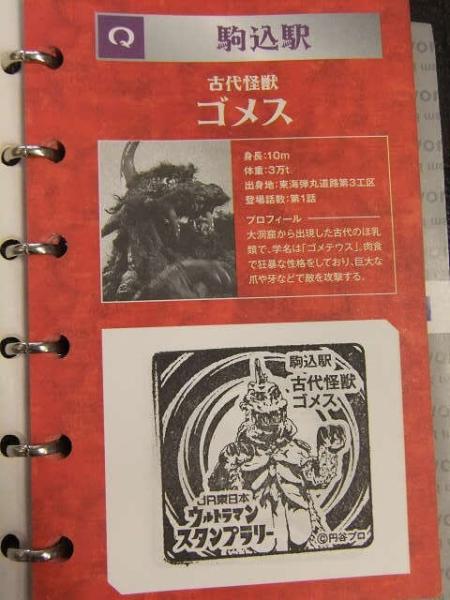 Q
駒込駅
古代怪獣
ゴメス
身長:10m
体重:3万t
出身地:東海弾丸道路第3工区
登場話数:第1話
プロフィール
大洞窟から出現した古代のほ乳
類で、学名は「ゴメテウス」。肉食
で狂暴な性格をしており、巨大な
爪や牙などで敵を攻撃する。
駒込駅
古代怪獣
ゴメス
JR東日本
ウルトラマン
スタンプラリー
©円谷プロ